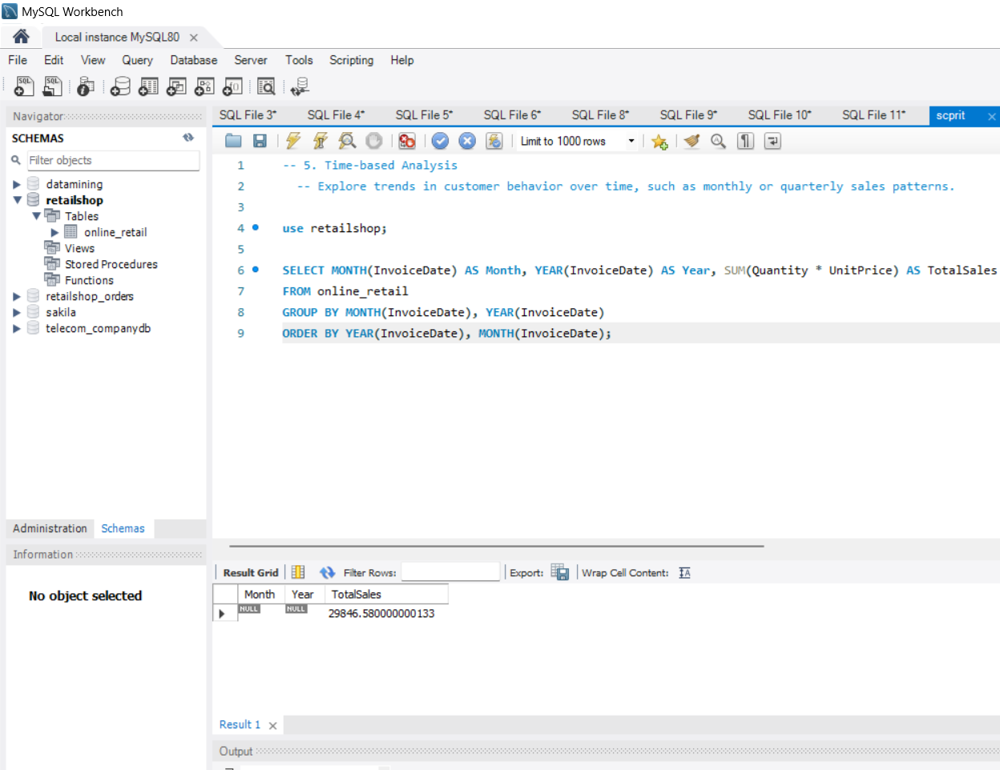 MySQL Workbench
Local instance MySQL80
File Edit View Query Database Server Tools Scripting Help
SQL SQL
Navigator
SCHEMAS
Filter objects
datamining
retailshop
Tables
online_retail
Views
Stored Procedures
Functions
retailshop_orders
sakila
telecom_companydb
Administration Schemas
Information
No object selected
SQL File 3* SQL File 4* SQL File 5* SQL File 6* SQL File 8* SQL File 9* SQL File 10* SQL File 11* scprit
Limit to 1000 rows
1 -- 5. Time-based Analysis
2 -- Explore trends in customer behavior over time, such as monthly or quarterly sales patterns.
3
4 use retailshop;
5
6 SELECT MONTH(InvoiceDate) AS Month, YEAR(InvoiceDate) AS Year, SUM(Quantity * UnitPrice) AS TotalSales
7 FROM online_retail
8 GROUP BY MONTH(InvoiceDate), YEAR(InvoiceDate)
9 ORDER BY YEAR(InvoiceDate), MONTH(InvoiceDate);
Result Grid Filter Rows: Export: Wrap Cell Content:
Month Year TotalSales
NULL NULL 29846.580000000133
Result 1
Output